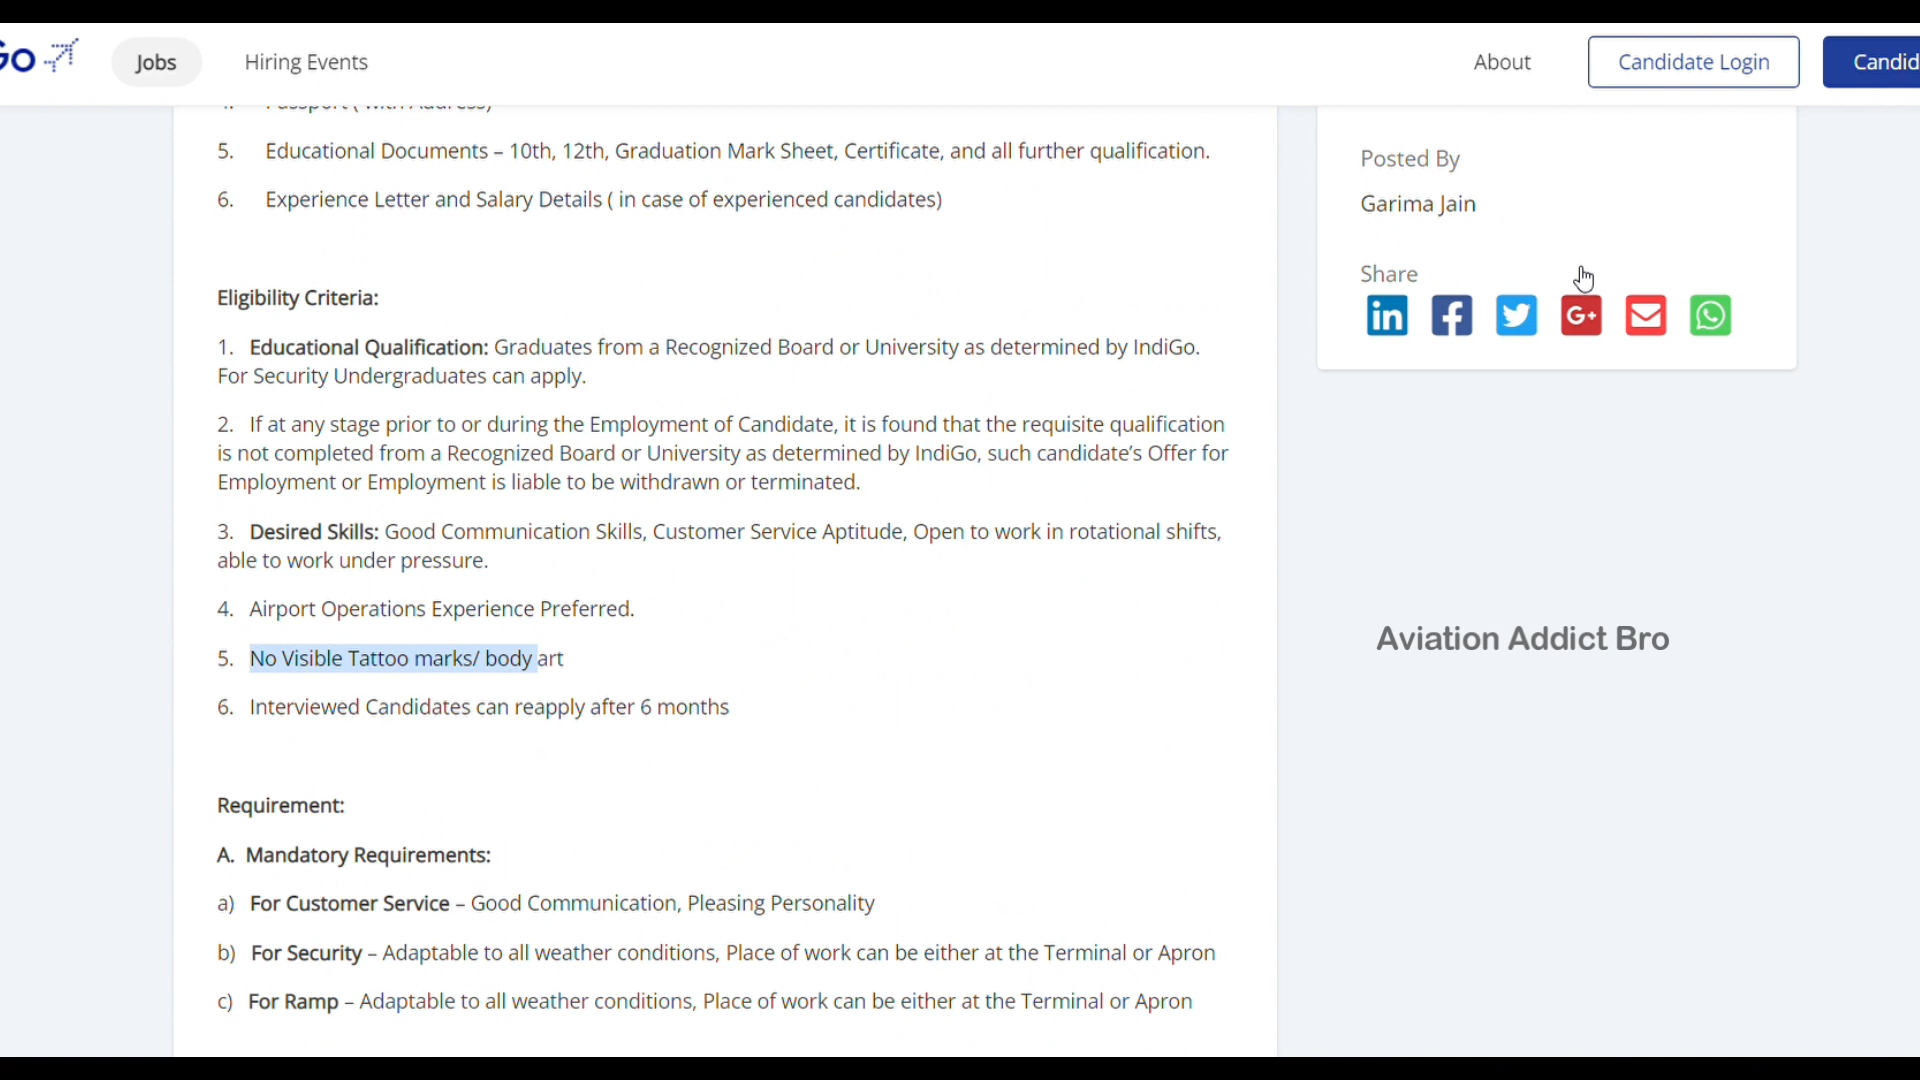 Go
Jobs
Hiring Events
About
Candidate Login
Candid
4. Passport ( with Address)
5. Educational Documents – 10th, 12th, Graduation Mark Sheet, Certificate, and all further qualification.
6. Experience Letter and Salary Details ( in case of experienced candidates)
Eligibility Criteria:
1. Educational Qualification: Graduates from a Recognized Board or University as determined by IndiGo.
For Security Undergraduates can apply.
2. If at any stage prior to or during the Employment of Candidate, it is found that the requisite qualification
is not completed from a Recognized Board or University as determined by IndiGo, such candidate’s Offer for
Employment or Employment is liable to be withdrawn or terminated.
3. Desired Skills: Good Communication Skills, Customer Service Aptitude, Open to work in rotational shifts,
able to work under pressure.
4. Airport Operations Experience Preferred.
5. No Visible Tattoo marks/ body art
6. Interviewed Candidates can reapply after 6 months
Requirement:
A. Mandatory Requirements:
a) For Customer Service – Good Communication, Pleasing Personality
b) For Security – Adaptable to all weather conditions, Place of work can be either at the Terminal or Apron
c) For Ramp – Adaptable to all weather conditions, Place of work can be either at the Terminal or Apron
Posted By
Garima Jain
Share
in f G+
Aviation Addict Bro